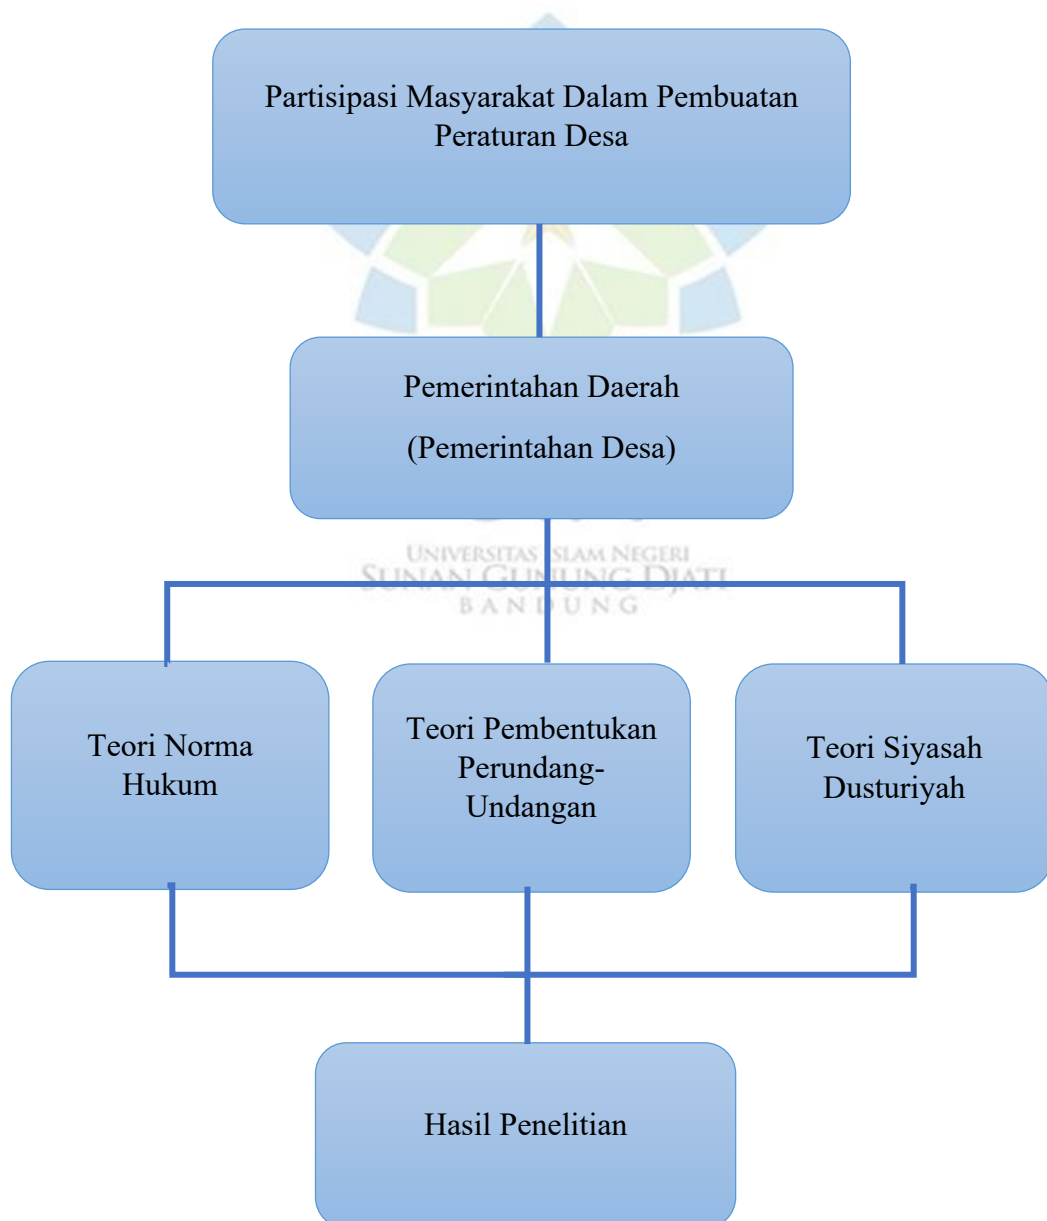 Partisipasi Masyarakat Dalam Pembuatan
Peraturan Desa
Pemerintahan Daerah
(Pemerintahan Desa)
UNIVERSITAS ISLAM NEGERI
SUNAN GUNUNG DJATI
BANDUNG
Teori Norma
Hukum
Teori Pembentukan
Perundang-
Undangan
Teori Siyasah
Dusturiyah
Hasil Penelitian